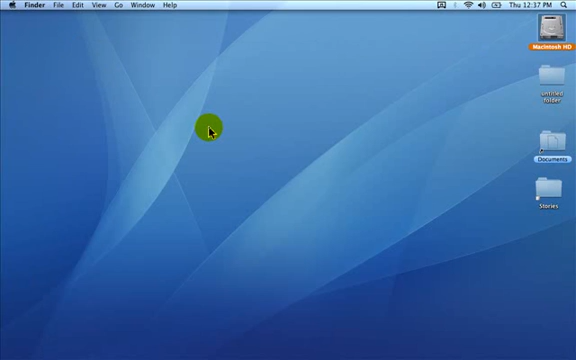 Finder File Edit View Go Window Help Thu 12:37 PM
Macintosh HD
untitled
folder
Documents
Stories